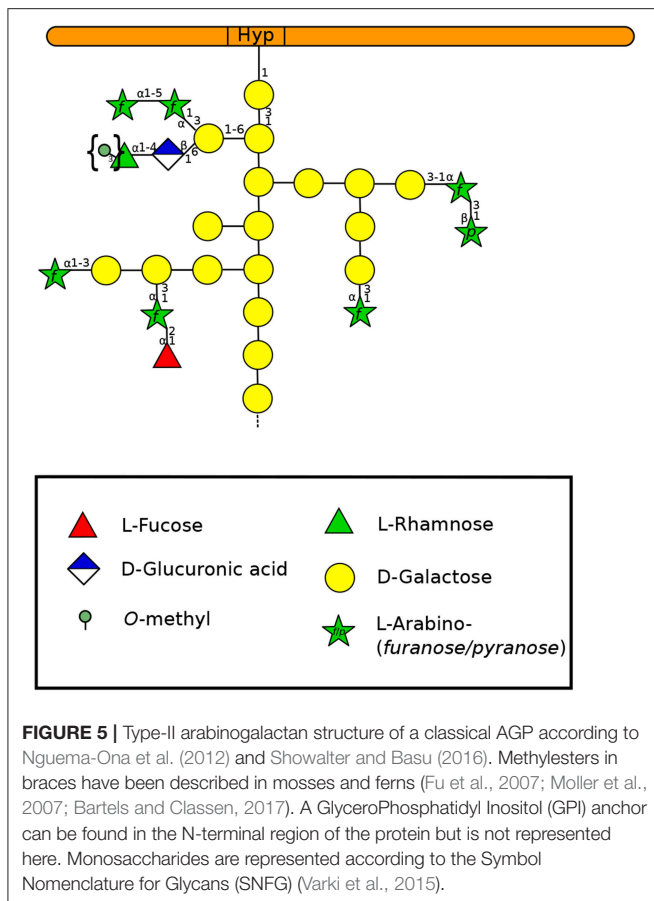 Hyp
1
α1-5
f
f
1
3
α
1-6
3
1
{ 3 }
α1-4
β
1
6
3-1α
f
3
β
1
p
α1-3
f
3
α
1
f
2
α1
3
α
1
f
L-Fucose
L-Rhamnose
D-Glucuronic acid
D-Galactose
O-methyl
f/p
L-Arabino-
(furanose/pyranose)
FIGURE 5 | Type-II arabinogalactan structure of a classical AGP according to
Nguema-Ona et al. (2012) and Showalter and Basu (2016). Methylesters in
braces have been described in mosses and ferns (Fu et al., 2007; Moller et al.,
2007; Bartels and Classen, 2017). A GlyceroPhosphatidyl Inositol (GPI) anchor
can be found in the N-terminal region of the protein but is not represented
here. Monosaccharides are represented according to the Symbol
Nomenclature for Glycans (SNFG) (Varki et al., 2015).